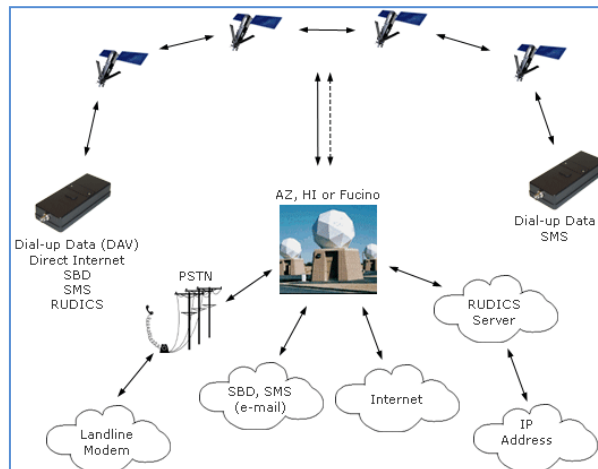 AZ, HI or Fucino
Dial-up Data (DAV)
Direct Internet
SBD
SMS
RUDICS
Dial-up Data
SMS
PSTN
RUDICS
Server
SBD, SMS
(e-mail)
Internet
Landline
Modem
IP
Address